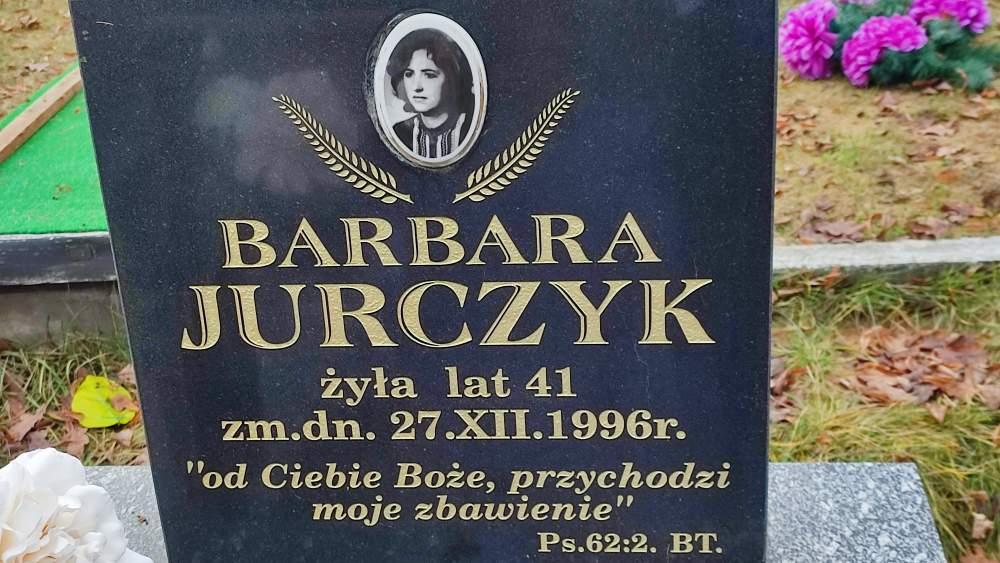 BARBARA
JURCZYK
żyła lat 41
zm.dn. 27.XII.1996r.
"od Ciebie Boże, przychodzi
moje zbawienie"
Ps.62:2. BT.